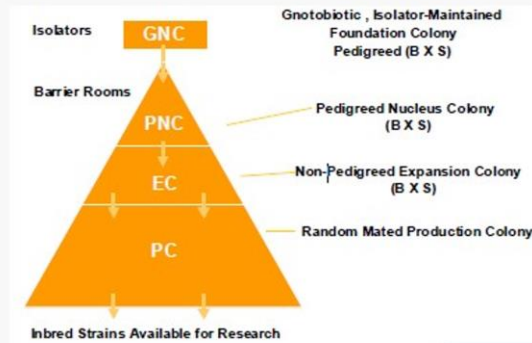 Isolators
GNC
Gnotobiotic , Isolator-Maintained
Foundation Colony
Pedigreed (B X S)
Barrier Rooms
PNC
Pedigreed Nucleus Colony
(B X S)
EC
Non-Pedigreed Expansion Colony
(B X S)
PC
Random Mated Production Colony
Inbred Strains Available for Research